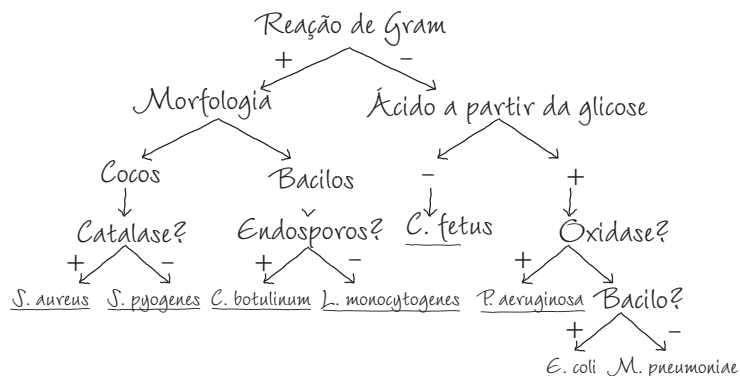 Reação de Gram
+ −
Morfologia Ácido a partir da glicose
Cocos Bacilos − +
Catalase? Endosporos? C. fetus Oxidase?
+ − + − +
S. aureus S. pyogenes C. botulinum L. monocytogenes P. aeruginosa Bacilo?
+ −
E. coli M. pneumoniae